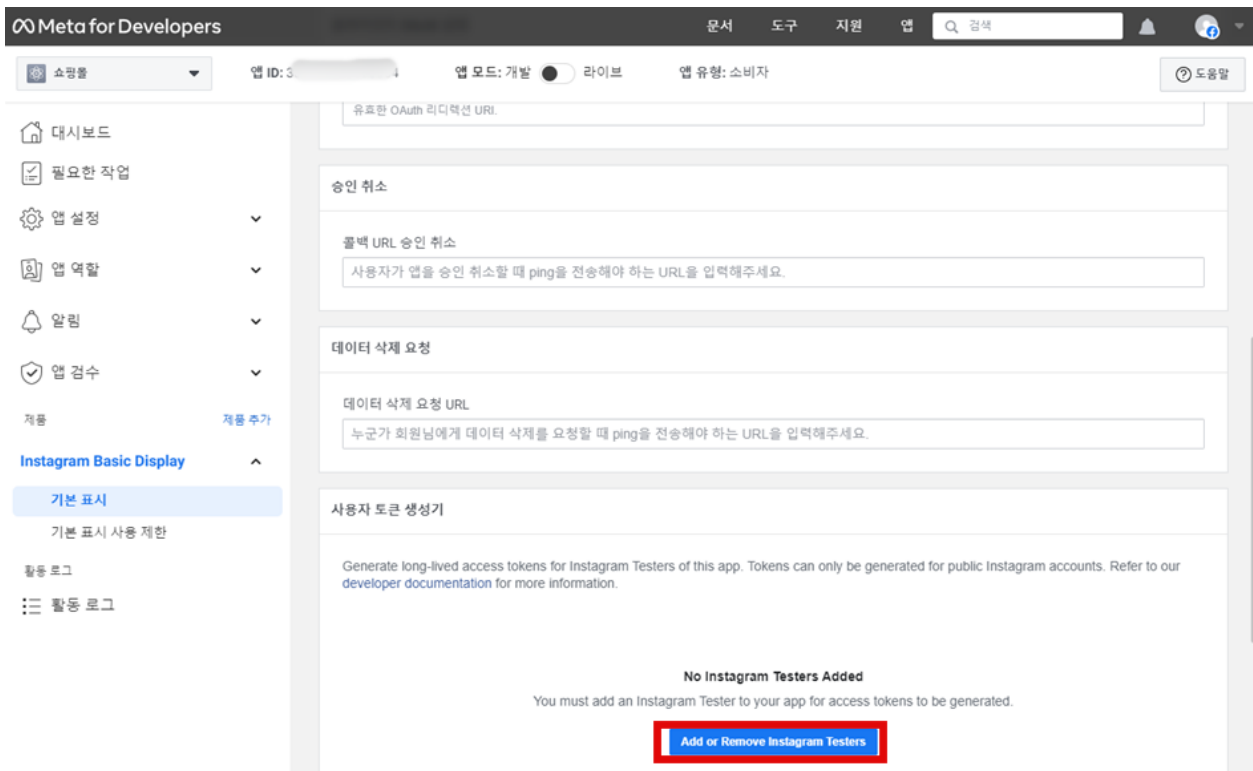 Meta for Developers
문서 도구 지원 앱 검색
쇼핑몰 앱 ID: 앱 모드: 개발 라이브 앱 유형: 소비자 도움말
유효한 OAuth 리디렉션 URI.
대시보드
필요한 작업
앱 설정
앱 역할
알림
앱 검수
제품 제품 추가
Instagram Basic Display
기본 표시
기본 표시 사용 제한
활동 로그
활동 로그
승인 취소
콜백 URL 승인 취소
사용자가 앱을 승인 취소할 때 ping을 전송해야 하는 URL을 입력해주세요.
데이터 삭제 요청
데이터 삭제 요청 URL
누군가 회원님에게 데이터 삭제를 요청할 때 ping을 전송해야 하는 URL을 입력해주세요.
사용자 토큰 생성기
Generate long-lived access tokens for Instagram Testers of this app. Tokens can only be generated for public Instagram accounts. Refer to our
developer documentation for more information.
No Instagram Testers Added
You must add an Instagram Tester to your app for access tokens to be generated.
Add or Remove Instagram Testers